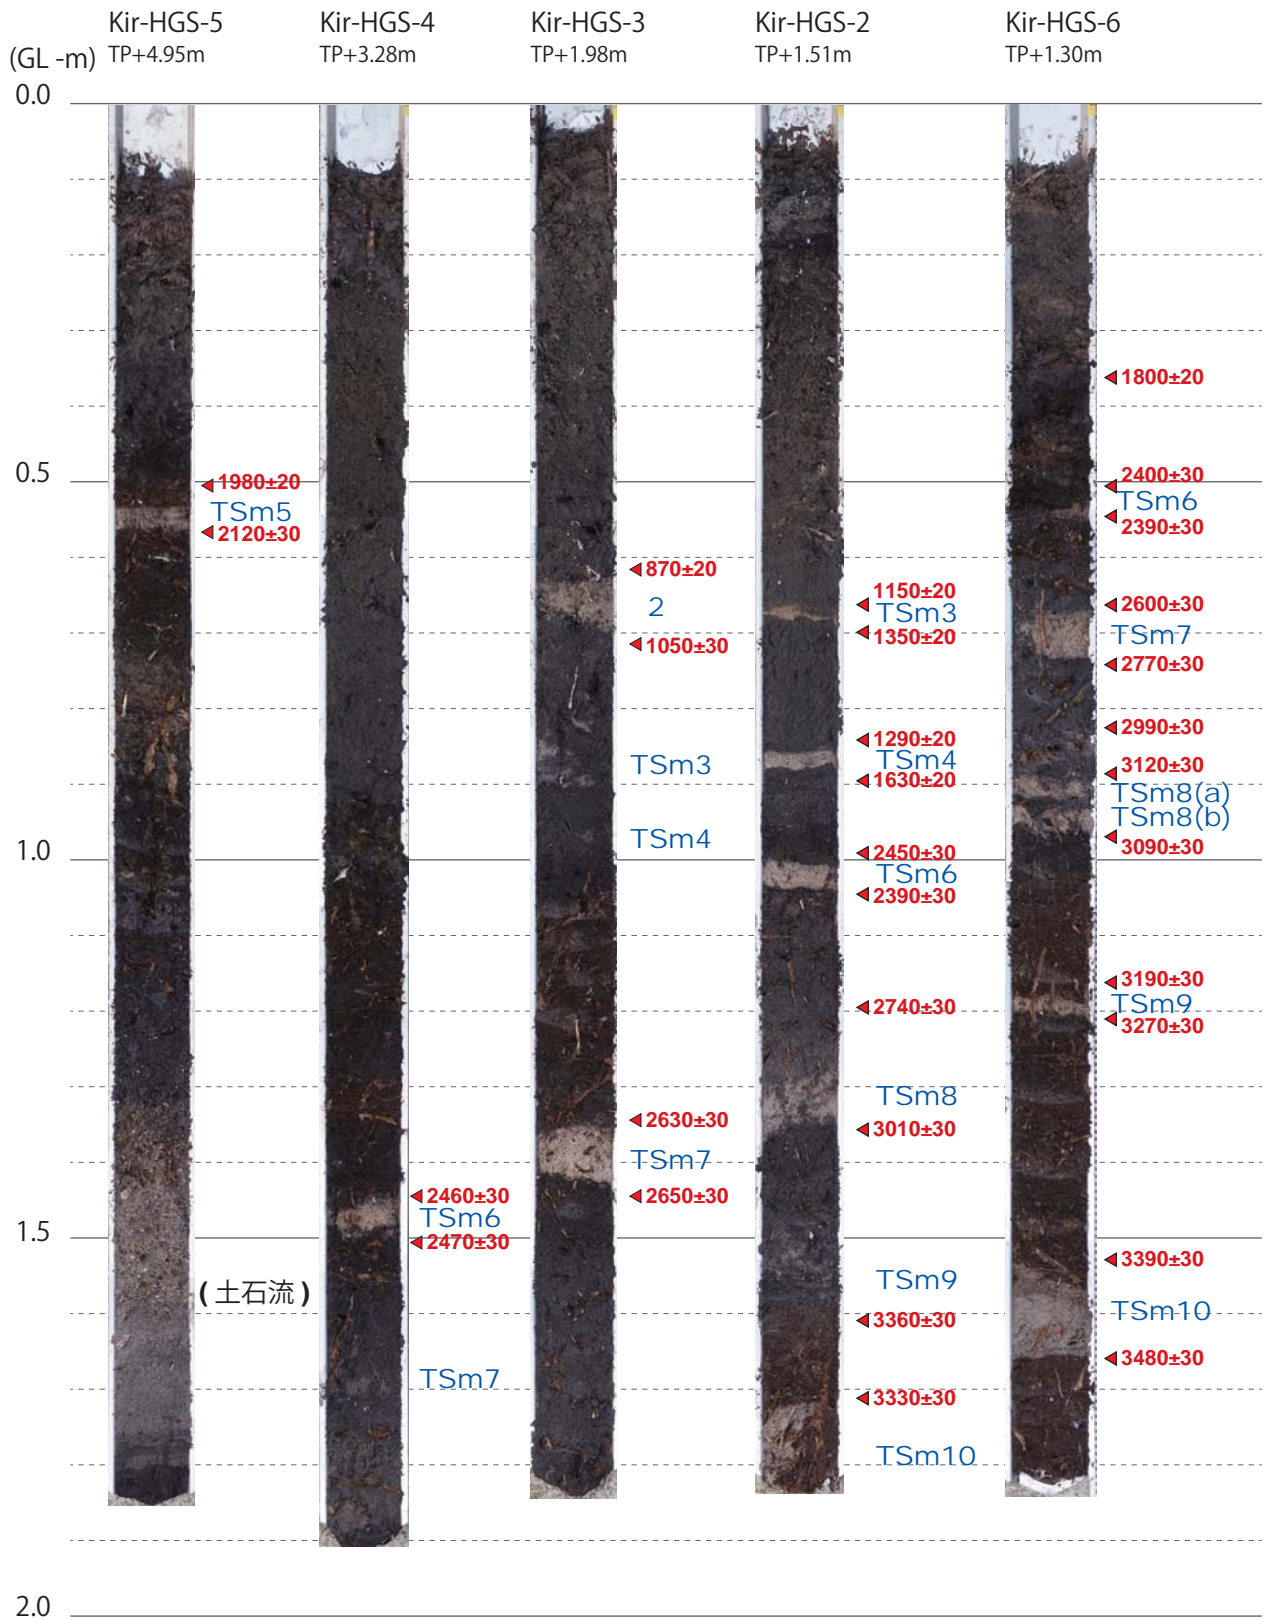 Kir-HGS-5
TP+4.95m
Kir-HGS-4
TP+3.28m
Kir-HGS-3
TP+1.98m
Kir-HGS-2
TP+1.51m
Kir-HGS-6
TP+1.30m
(GL -m)
0.0
0.5
1.0
1.5
2.0
1980±20
TSm5
2120±30
(土石流)
2460±30
TSm6
2470±30
TSm7
870±20
2
1050±30
TSm3
TSm4
2630±30
TSm7
2650±30
1150±20
TSm3
1350±20
1290±20
TSm4
1630±20
2450±30
TSm6
2390±30
2740±30
TSm8
3010±30
TSm9
3360±30
3330±30
TSm10
1800±20
2400±30
TSm6
2390±30
2600±30
TSm7
2770±30
2990±30
3120±30
TSm8(a)
TSm8(b)
3090±30
3190±30
TSm9
3270±30
3390±30
TSm10
3480±30